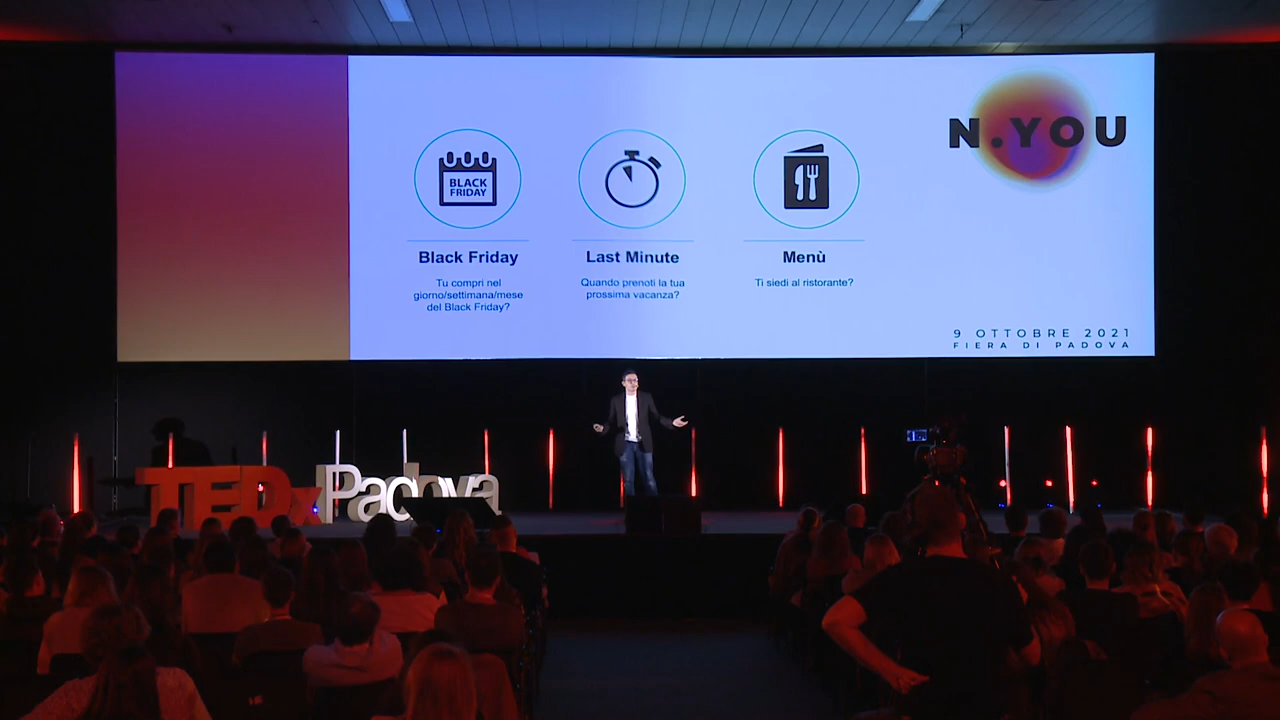 N.YOU
BLACK
FRIDAY
Black Friday
Tu compri nel
giorno/settimana/mese
del Black Friday?
Last Minute
Quando prenoti la tua
prossima vacanza?
Menù
Ti siedi al ristorante?
9 OTTOBRE 2021
FIERA DI PADOVA
TEDxPadova